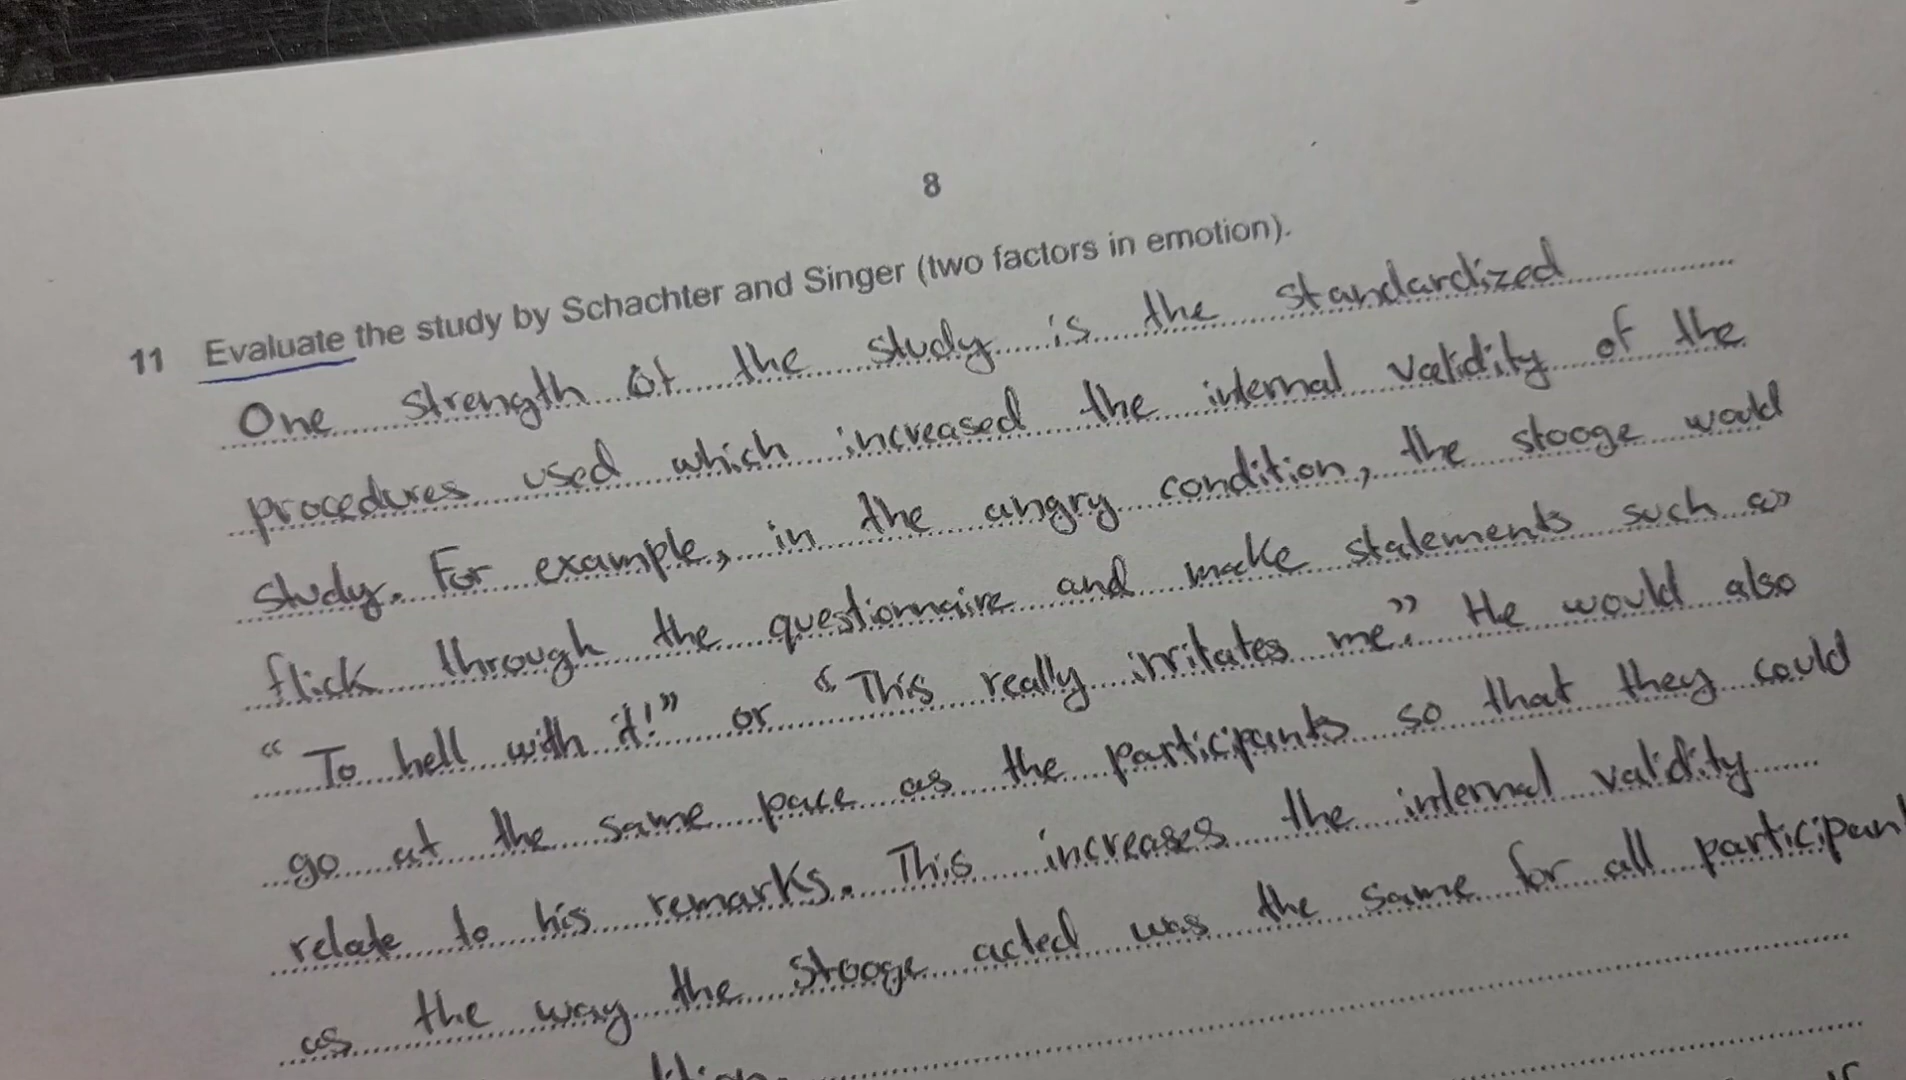 8
11 Evaluate the study by Schachter and Singer (two factors in emotion).
One strength of the study is the standardized
procedures used which increased the internal validity of the
study. For example, in the angry condition, the stooge would
flick through the questionnaire and make statements such as
“To hell with it!” or “This really irritates me.” He would also
go at the same pace as the participants so that they could
relate to his remarks. This increases the internal validity
as the way the stooge acted was the same for all participant